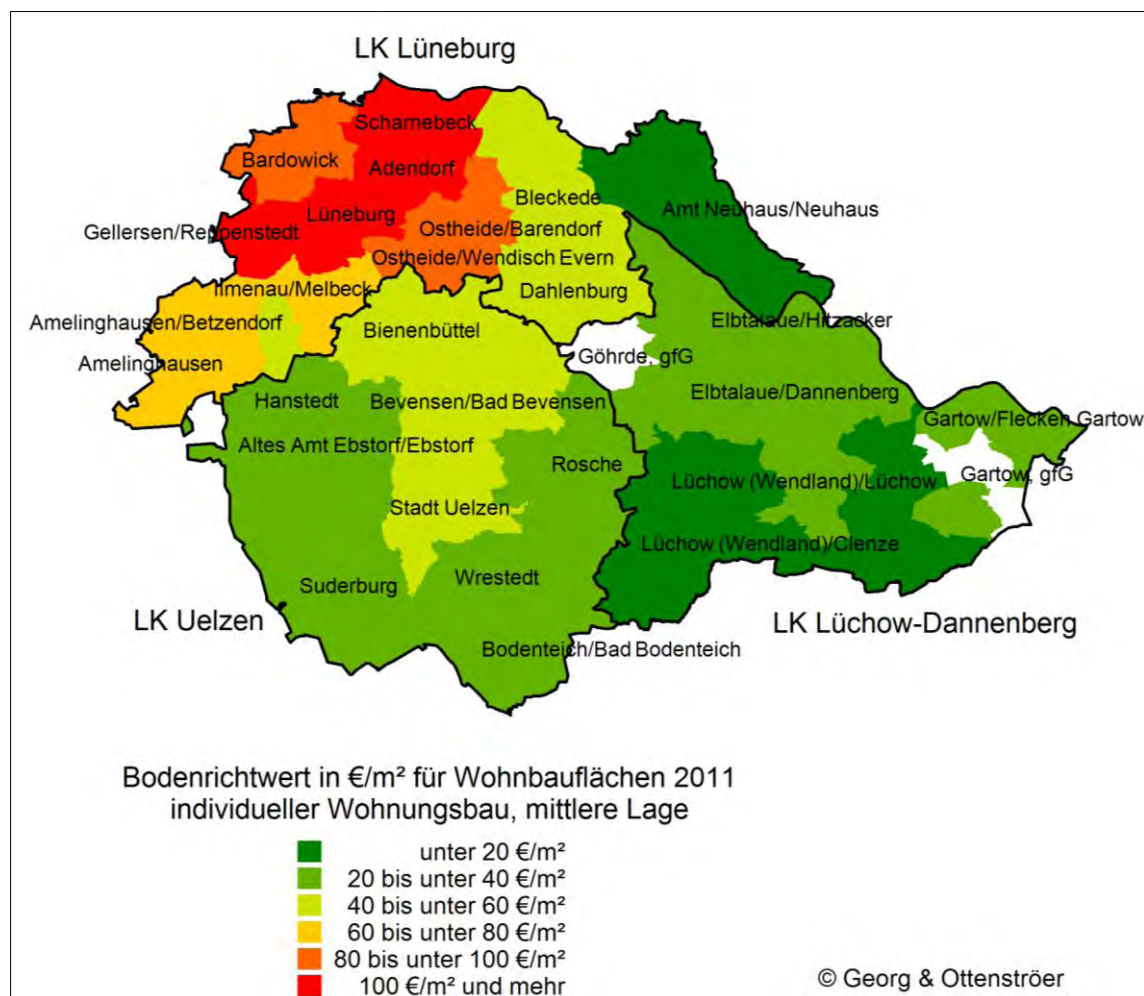 LK Lüneburg
Scharnebeck
Bardowick
Adendorf
Bleckede
Amt Neuhaus/Neuhaus
Lüneburg
Gellersen/Reppenstedt
Ostheide/Barendorf
Ostheide/Wendisch Evern
Ilmenau/Melbeck
Dahlenburg
Amelinghausen/Betzendorf
Bienenbüttel
Elbtalaue/Hitzacker
Göhrde, gfG
Amelinghausen
Hanstedt
Bevensen/Bad Bevensen
Elbtalaue/Dannenberg
Gartow/Flecken Gartow
Altes Amt Ebstorf/Ebstorf
Rosche
Lüchow (Wendland)/Lüchow
Gartow, gfG
Stadt Uelzen
Lüchow (Wendland)/Clenze
Suderburg
Wrestedt
LK Uelzen
LK Lüchow-Dannenberg
Bodenteich/Bad Bodenteich
Bodenrichtwert in €/m² für Wohnbauflächen 2011
individueller Wohnungsbau, mittlere Lage
unter 20 €/m²
20 bis unter 40 €/m²
40 bis unter 60 €/m²
60 bis unter 80 €/m²
80 bis unter 100 €/m²
100 €/m² und mehr
© Georg & Ottenströer